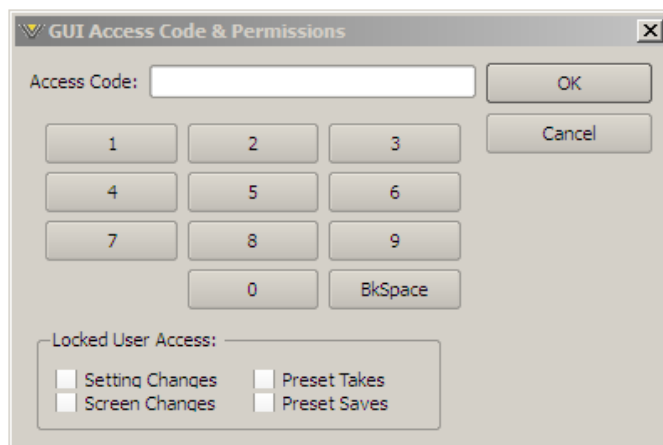 GUI Access Code & Permissions
Access Code:
OK
Cancel
1 2 3
4 5 6
7 8 9
0 BkSpace
Locked User Access:
Setting Changes Preset Takes
Screen Changes Preset Saves